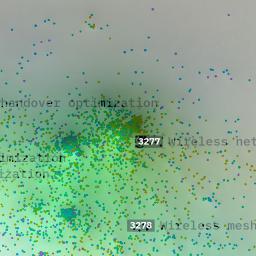 handover optimization
3277 Wireless net
imization
ization
3278 Wireless mesh